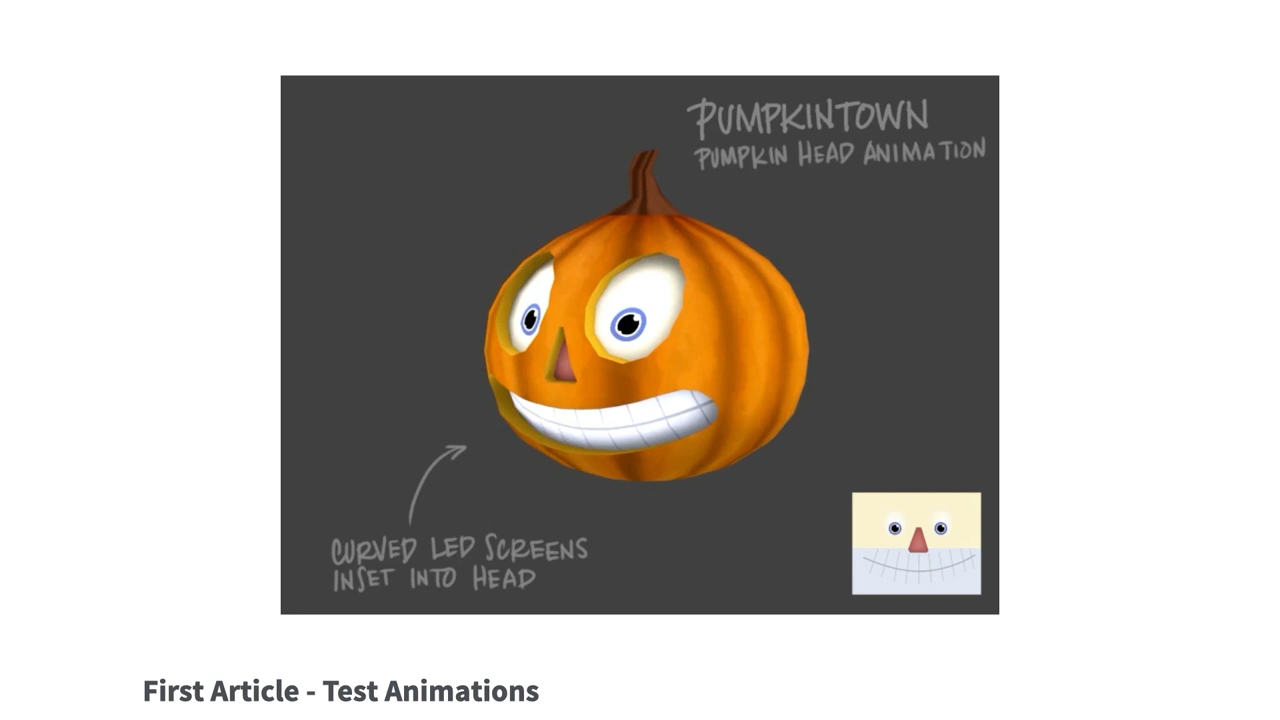 PUMPKINTOWN
PUMPKIN HEAD ANIMATION
CURVED LED SCREENS
INSET INTO HEAD
First Article - Test Animations